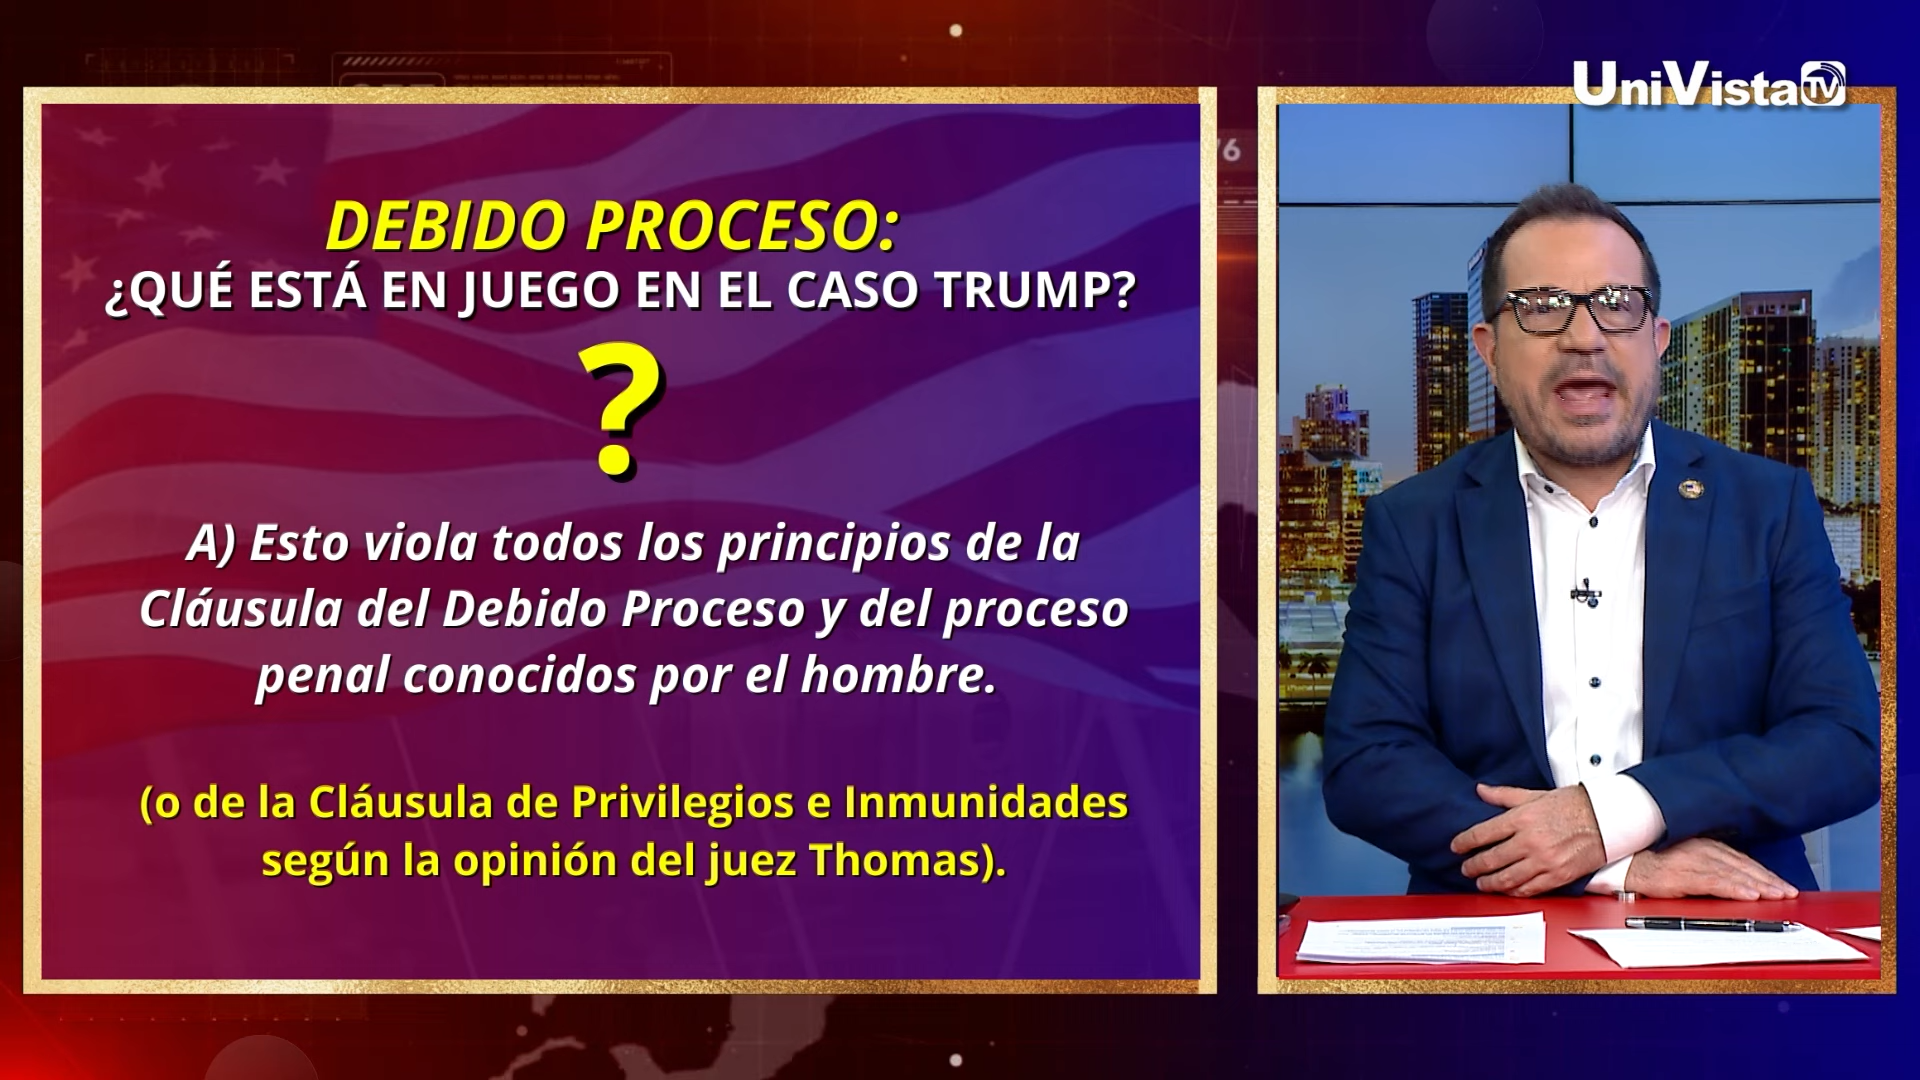 UniVista TV
DEBIDO PROCESO:
¿QUÉ ESTÁ EN JUEGO EN EL CASO TRUMP?
?
A) Esto viola todos los principios de la
Cláusula del Debido Proceso y del proceso
penal conocidos por el hombre.
(o de la Cláusula de Privilegios e Inmunidades
según la opinión del juez Thomas).